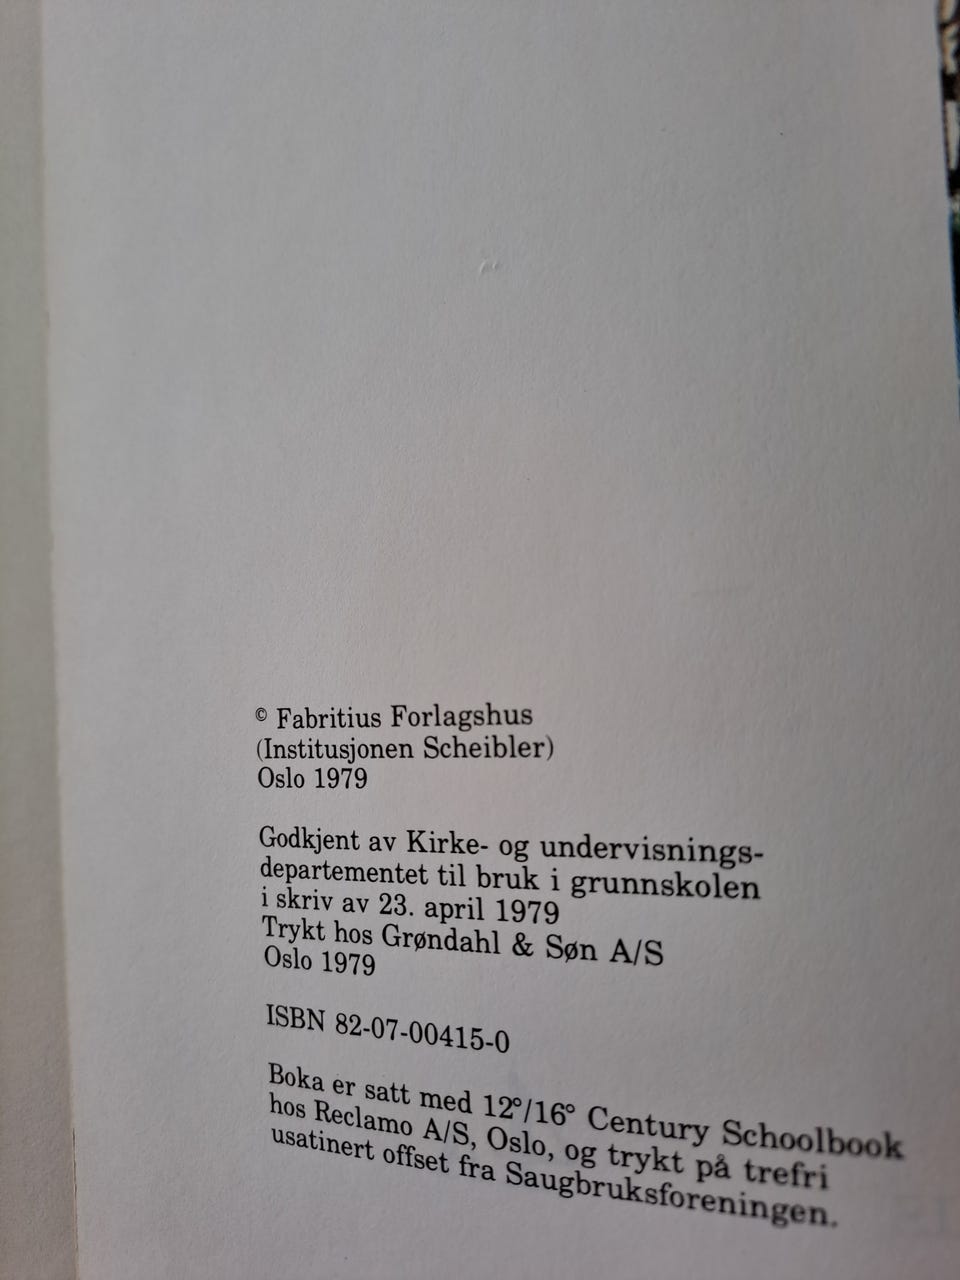 © Fabritius Forlagshus
(Institusjonen Scheibler)
Oslo 1979
Godkjent av Kirke- og undervisnings-
departementet til bruk i grunnskolen
i skriv av 23. april 1979
Trykt hos Grøndahl & Søn A/S
Oslo 1979
ISBN 82-07-00415-0
Boka er satt med 12°/16° Century Schoolbook
hos Reclamo A/S, Oslo, og trykt på trefri
usatinert offset fra Saugbruksforeningen.